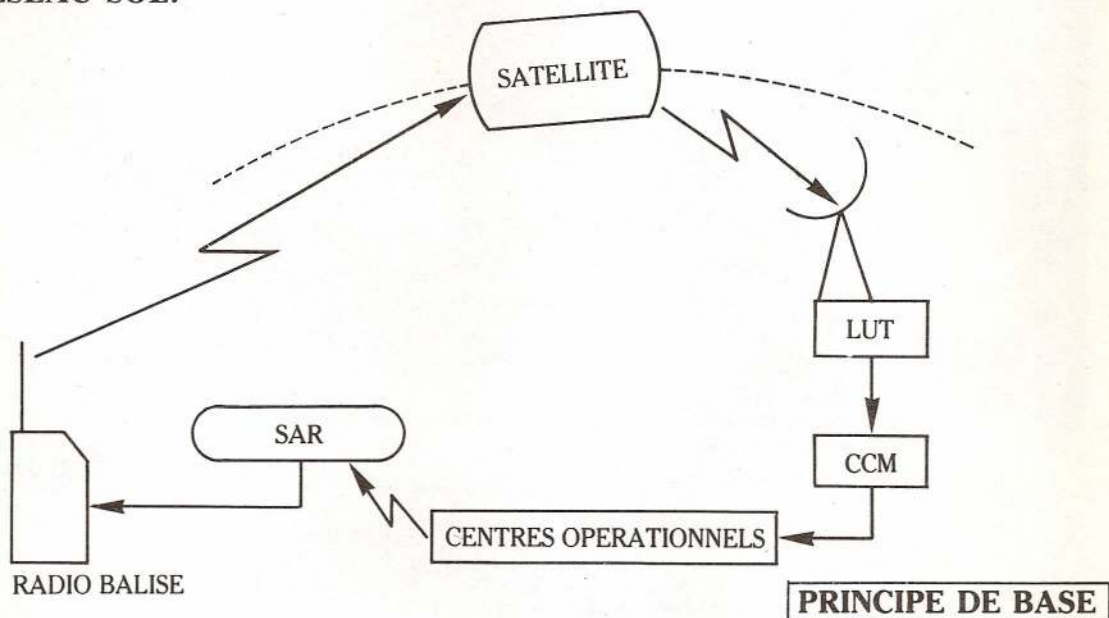 SATELLITE
LUT
SAR
CCM
CENTRES OPERATIONNELS
RADIO BALISE
PRINCIPE DE BASE